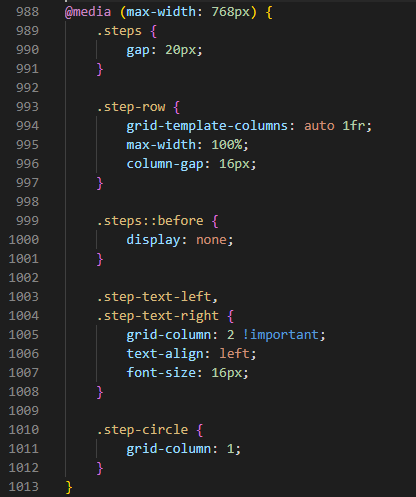 988 @media (max-width: 768px) {
989     .steps {
990         gap: 20px;
991     }
992
993     .step-row {
994         grid-template-columns: auto 1fr;
995         max-width: 100%;
996         column-gap: 16px;
997     }
998
999     .steps::before {
1000         display: none;
1001     }
1002
1003     .step-text-left,
1004     .step-text-right {
1005         grid-column: 2 !important;
1006         text-align: left;
1007         font-size: 16px;
1008     }
1009
1010     .step-circle {
1011         grid-column: 1;
1012     }
1013 }